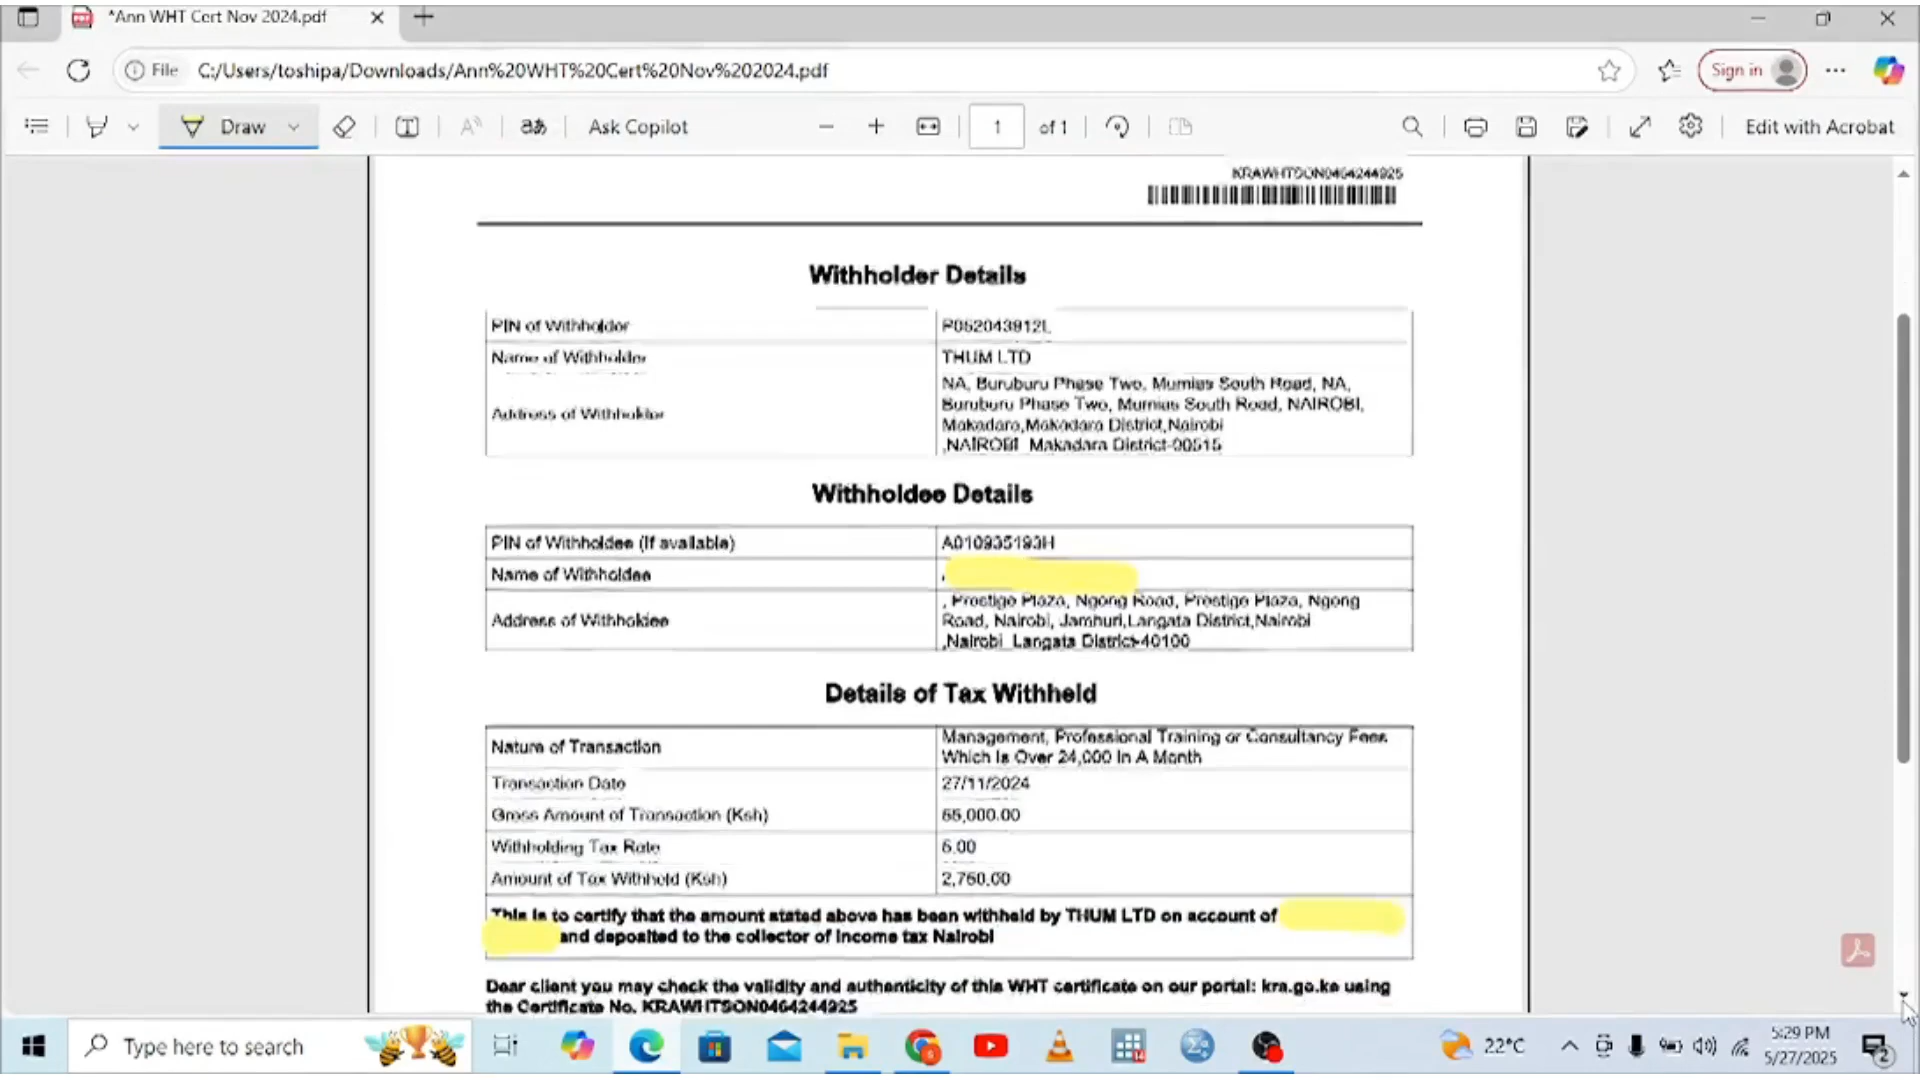 *Ann WHT Cert Nov 2024.pdf
File C:/Users/toshipa/Downloads/Ann%20WHT%20Cert%20Nov%202024.pdf
Sign in
Draw
Ask Copilot
1 of 1
Edit with Acrobat
KRAWHTSON0464244925
Withholder Details
PIN of Withholder
Name of Withholder THUM LTD
Address of Withholder NA, Buruburu Phase Two, Mumias South Road, NA,
Buruburu Phase Two, Mumias South Road, NAIROBI,
Makadara,Makadara District,Nairobi
,NAIROBI Makadara District-00515
Withholdee Details
PIN of Withholdee (If available) A010935193H
Name of Withholdee
Address of Withholdee , Prestige Plaza, Ngong Road, Prestige Plaza, Ngong
Road, Nairobi, Jamhuri,Langata District,Nairobi
,Nairobi Langata District-40100
Details of Tax Withheld
Nature of Transaction Management, Professional Training or Consultancy Fees
Which Is Over 24,000 In A Month
Transaction Date 27/11/2024
Gross Amount of Transaction (Ksh) 55,000.00
Withholding Tax Rate 5.00
Amount of Tax Withheld (Ksh) 2,750.00
This is to certify that the amount stated above has been withheld by THUM LTD on account of
and deposited to the collector of income tax Nairobi
Dear client you may check the validity and authenticity of this WHT certificate on our portal: kra.go.ke using
the Certificate No. KRAWHTSON0464244925
Type here to search
22°C
5:29 PM
5/27/2025
2